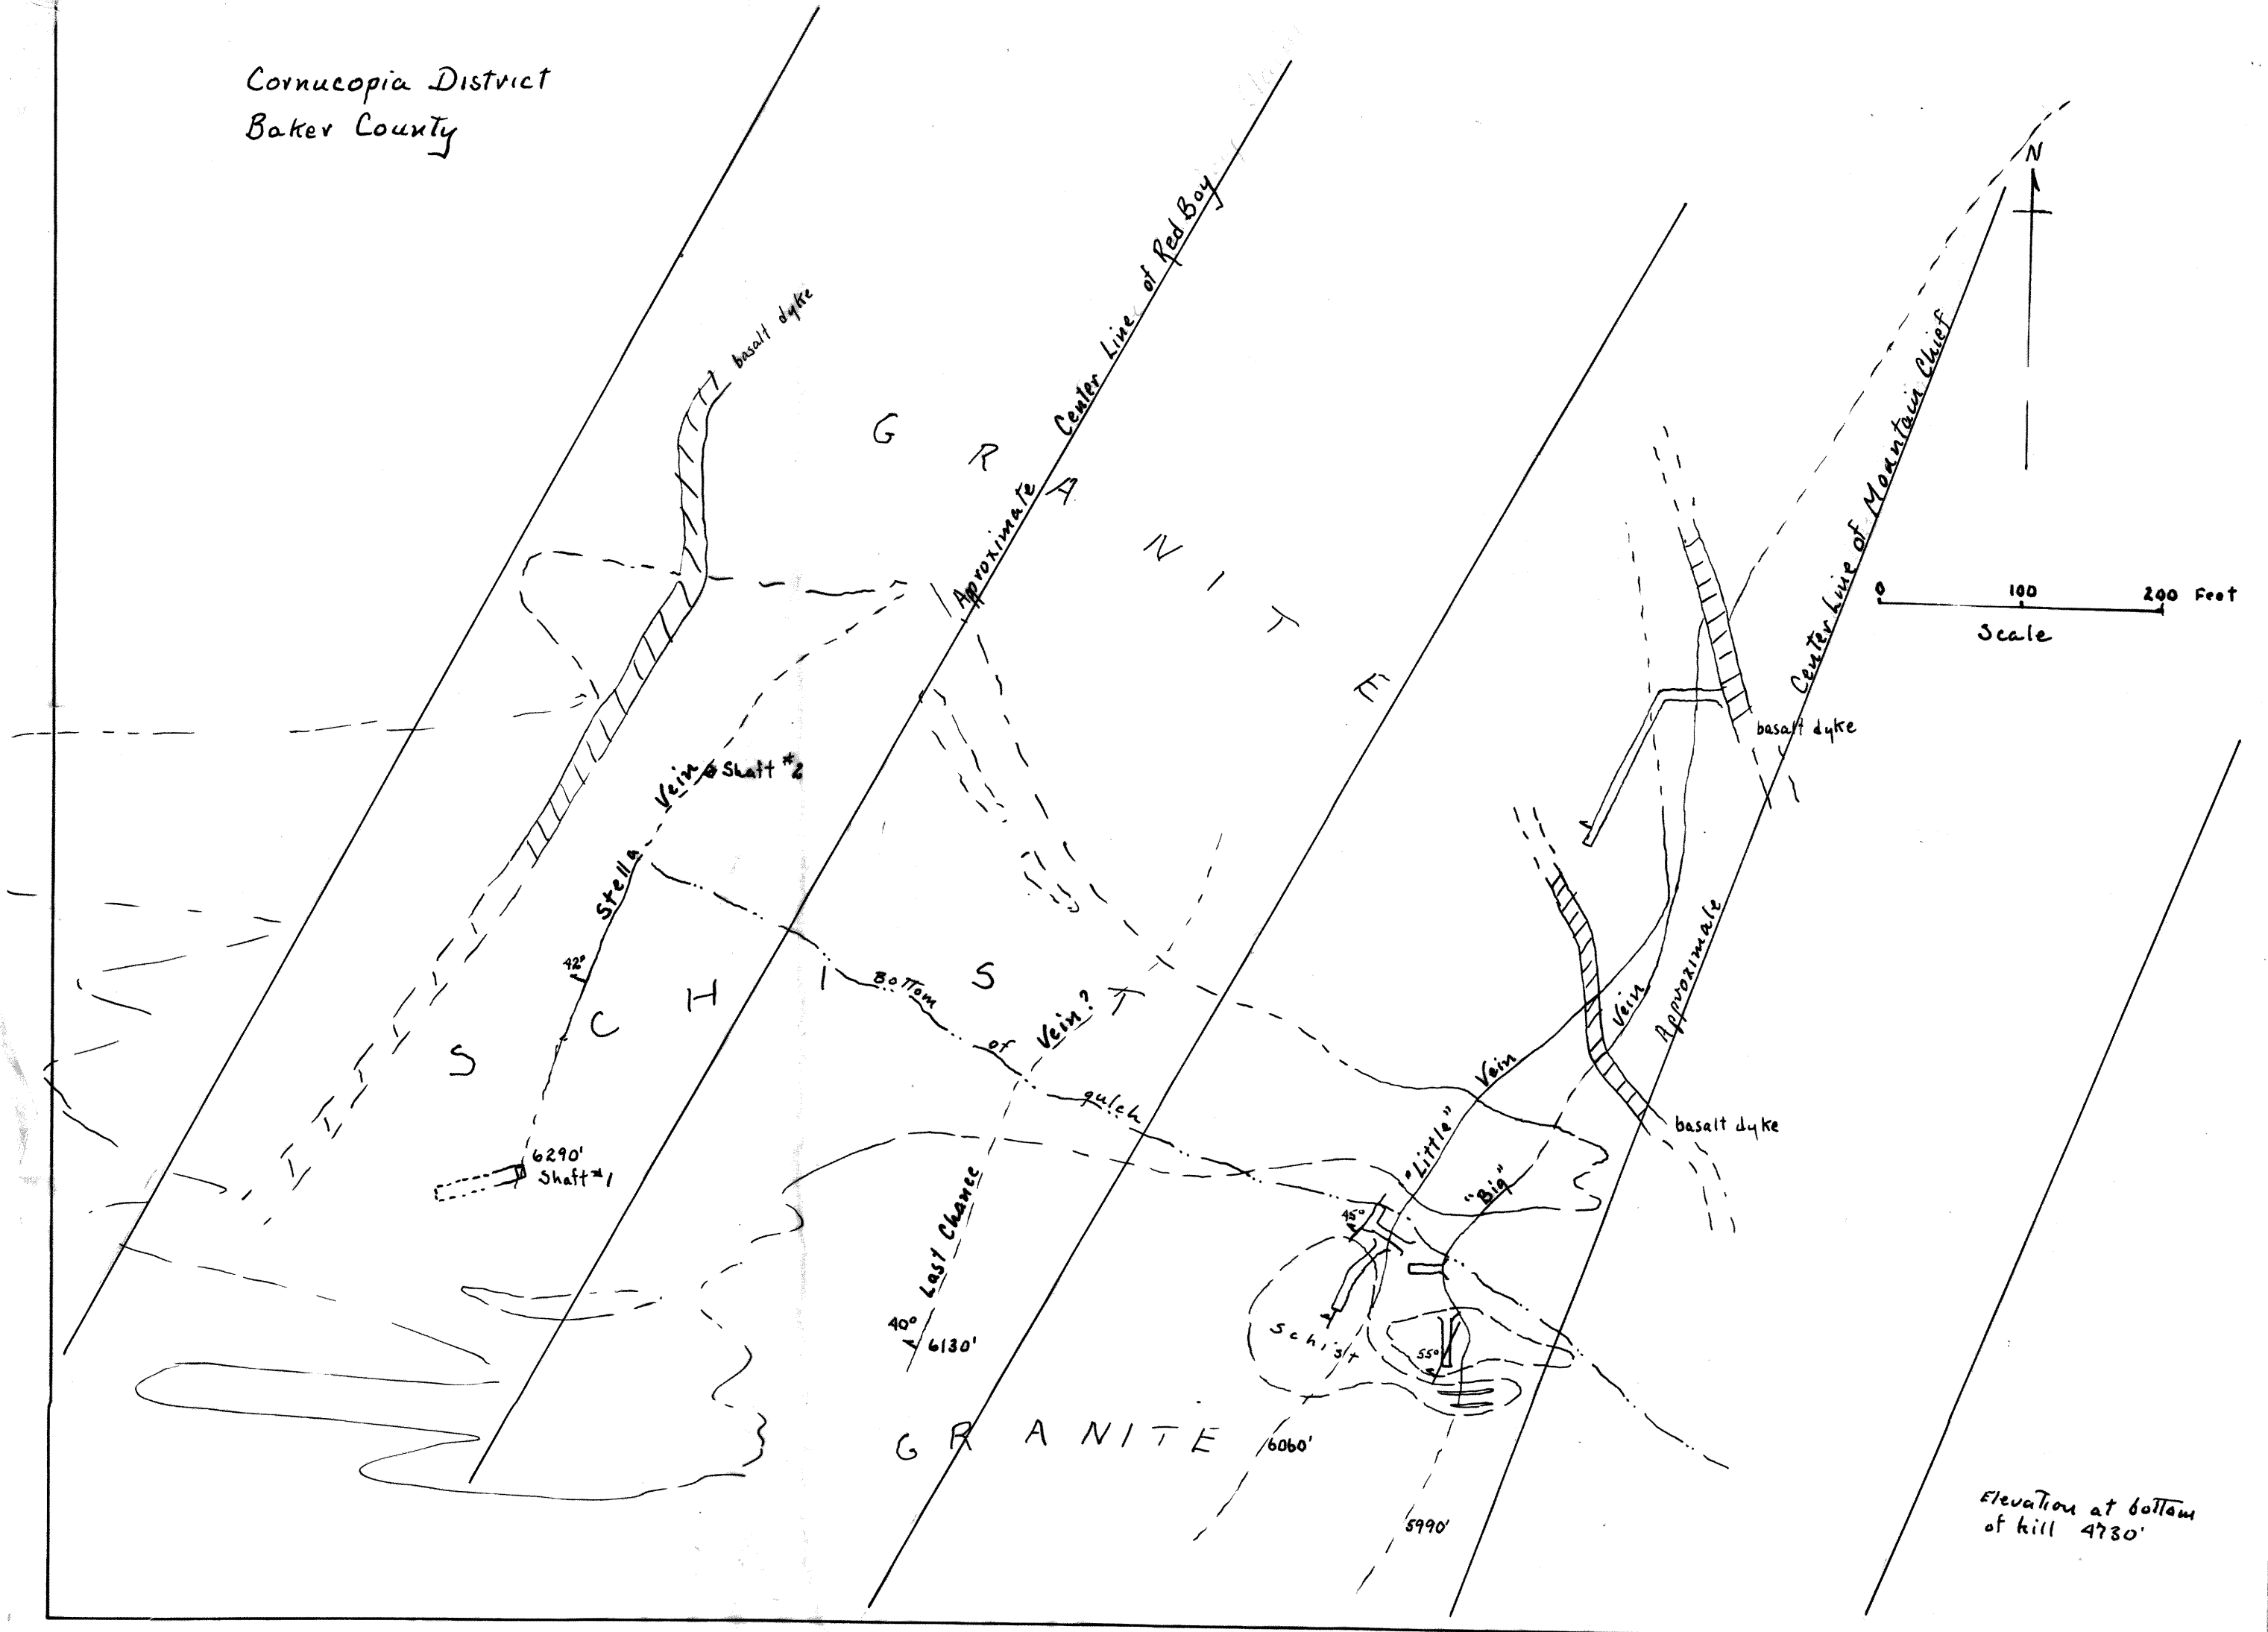 Cornucopia District
Baker County
N
basalt dyke
Approximate Center Line of Red Boy
GRANITE
Approximate Center Line of Mountain Chief
0 100 200 Feet
Scale
basalt dyke
Stella Vein
Shaft #2
42°
SCHIST
Bottom of gulch
Last Chance Vein?
"Little" Vein
"Big" Vein
basalt dyke
6290'
Shaft #1
45°
40°
6130'
Schist
55°
GRANITE
6060'
5990'
Elevation at bottom
of hill 4730'